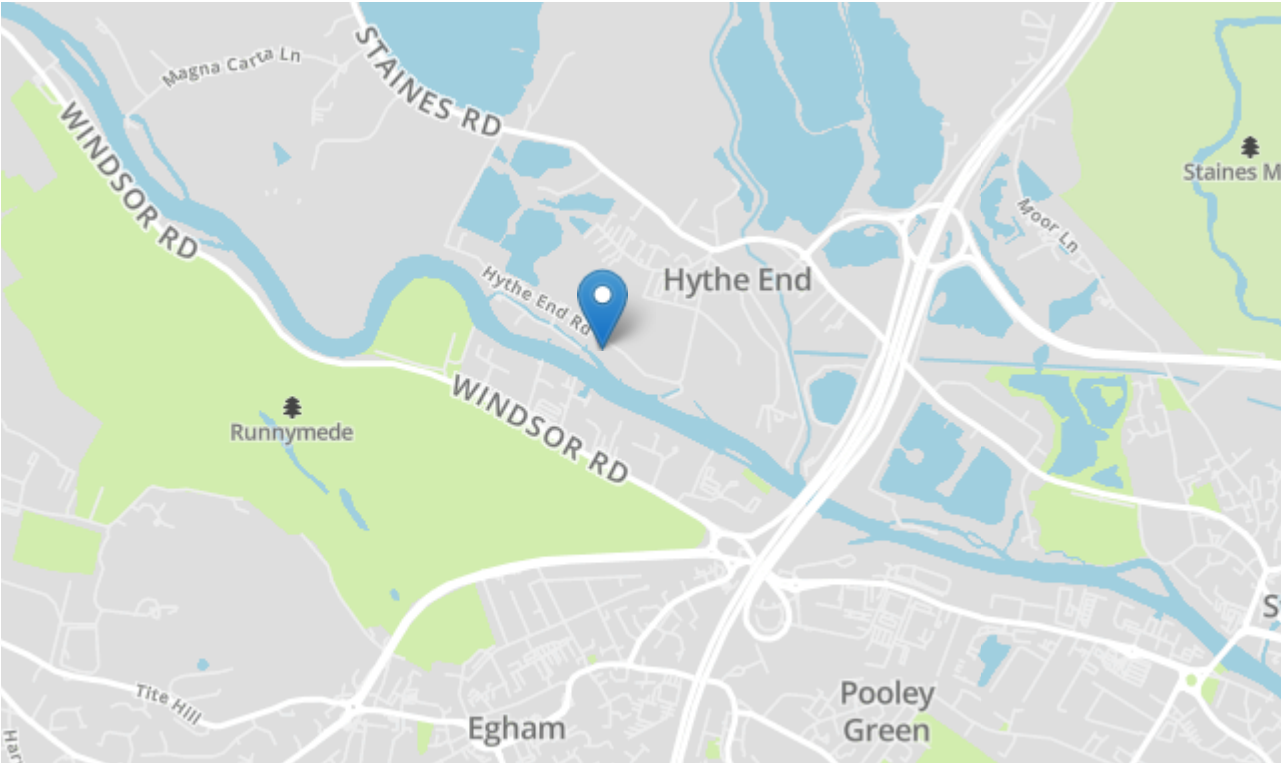 Magna Carta Ln
STAINES RD
WINDSOR RD
Staines M
Moor Ln
Hythe End
Hythe End Rd
WINDSOR RD
Runnymede
S
Tite Hill
Egham
Pooley
Green
Har